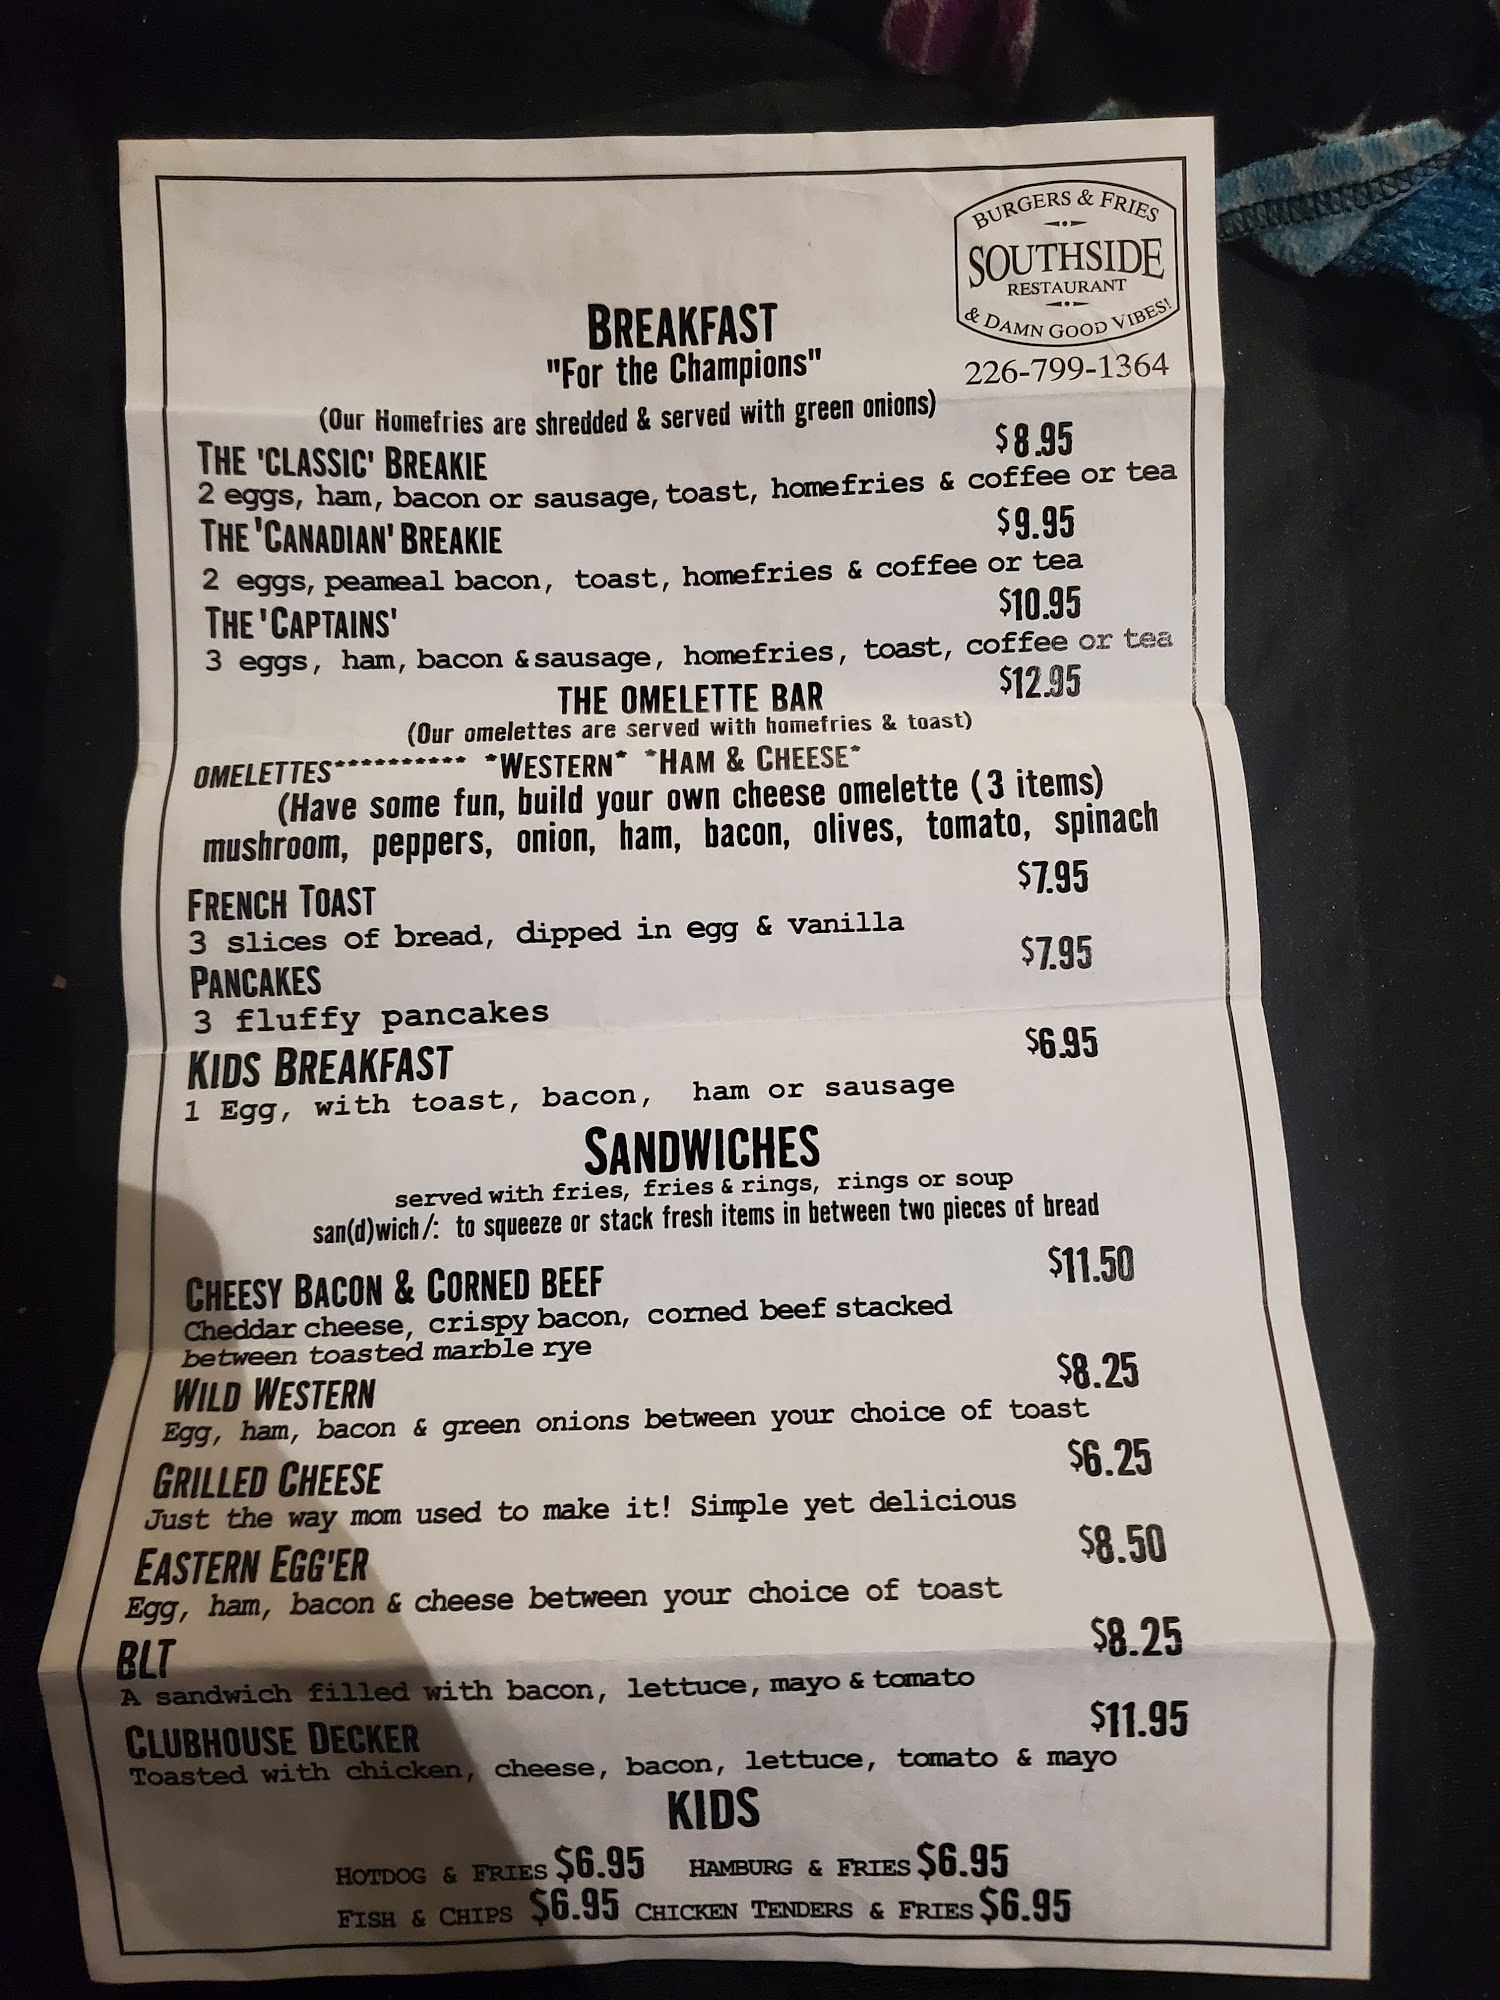 BURGERS & FRIES
SOUTHSIDE
RESTAURANT
& DAMN GOOD VIBES!
226-799-1364
BREAKFAST
"For the Champions"
(Our Homefries are shredded & served with green onions)
THE 'CLASSIC' BREAKIE $8.95
2 eggs, ham, bacon or sausage, toast, homefries & coffee or tea
THE 'CANADIAN' BREAKIE $9.95
2 eggs, peameal bacon, toast, homefries & coffee or tea
THE 'CAPTAINS' $10.95
3 eggs, ham, bacon & sausage, homefries, toast, coffee or tea
THE OMELETTE BAR $12.95
(Our omelettes are served with homefries & toast)
OMELETTES********** *WESTERN* *HAM & CHEESE*
(Have some fun, build your own cheese omelette (3 items)
mushroom, peppers, onion, ham, bacon, olives, tomato, spinach
FRENCH TOAST $7.95
3 slices of bread, dipped in egg & vanilla
PANCAKES $7.95
3 fluffy pancakes
KIDS BREAKFAST $6.95
1 Egg, with toast, bacon, ham or sausage
SANDWICHES
served with fries, fries & rings, rings or soup
san(d)wich/: to squeeze or stack fresh items in between two pieces of bread
CHEESY BACON & CORNED BEEF $11.50
Cheddar cheese, crispy bacon, corned beef stacked
between toasted marble rye
WILD WESTERN $8.25
Egg, ham, bacon & green onions between your choice of toast
GRILLED CHEESE $6.25
Just the way mom used to make it! Simple yet delicious
EASTERN EGG'ER $8.50
Egg, ham, bacon & cheese between your choice of toast
BLT $8.25
A sandwich filled with bacon, lettuce, mayo & tomato
CLUBHOUSE DECKER $11.95
Toasted with chicken, cheese, bacon, lettuce, tomato & mayo
KIDS
HOTDOG & FRIES $6.95 HAMBURG & FRIES $6.95
FISH & CHIPS $6.95 CHICKEN TENDERS & FRIES $6.95